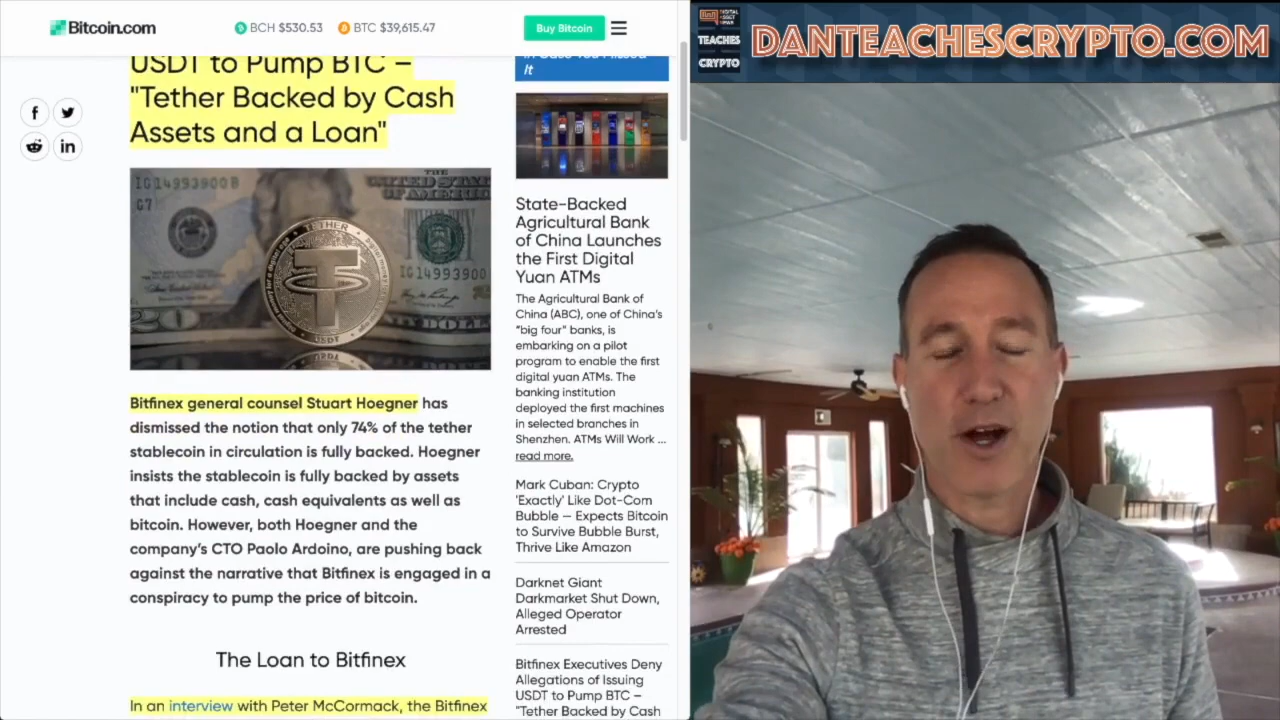 Bitcoin.com
BCH $530.53
BTC $39,615.47
Buy Bitcoin
USDT to Pump BTC –
"Tether Backed by Cash
Assets and a Loan"
Bitfinex general counsel Stuart Hoegner has
dismissed the notion that only 74% of the tether
stablecoin in circulation is fully backed. Hoegner
insists the stablecoin is fully backed by assets
that include cash, cash equivalents as well as
bitcoin. However, both Hoegner and the
company's CTO Paolo Ardoino, are pushing back
against the narrative that Bitfinex is engaged in a
conspiracy to pump the price of bitcoin.
The Loan to Bitfinex
In an interview with Peter McCormack, the Bitfinex
In Case You Missed
It
State-Backed
Agricultural Bank
of China Launches
the First Digital
Yuan ATMs
The Agricultural Bank of
China (ABC), one of China's
"big four" banks, is
embarking on a pilot
program to enable the first
digital yuan ATMs. The
banking institution
deployed the first machines
in selected branches in
Shenzhen. ATMs Will Work ...
read more.
Mark Cuban: Crypto
'Exactly' Like Dot-Com
Bubble — Expects Bitcoin
to Survive Bubble Burst,
Thrive Like Amazon
Darknet Giant
Darkmarket Shut Down,
Alleged Operator
Arrested
Bitfinex Executives Deny
Allegations of Issuing
USDT to Pump BTC –
"Tether Backed by Cash
TEACHES
CRYPTO
DANTEACHESCRYPTO.COM
TETHER
USDT
IG14993900
G7